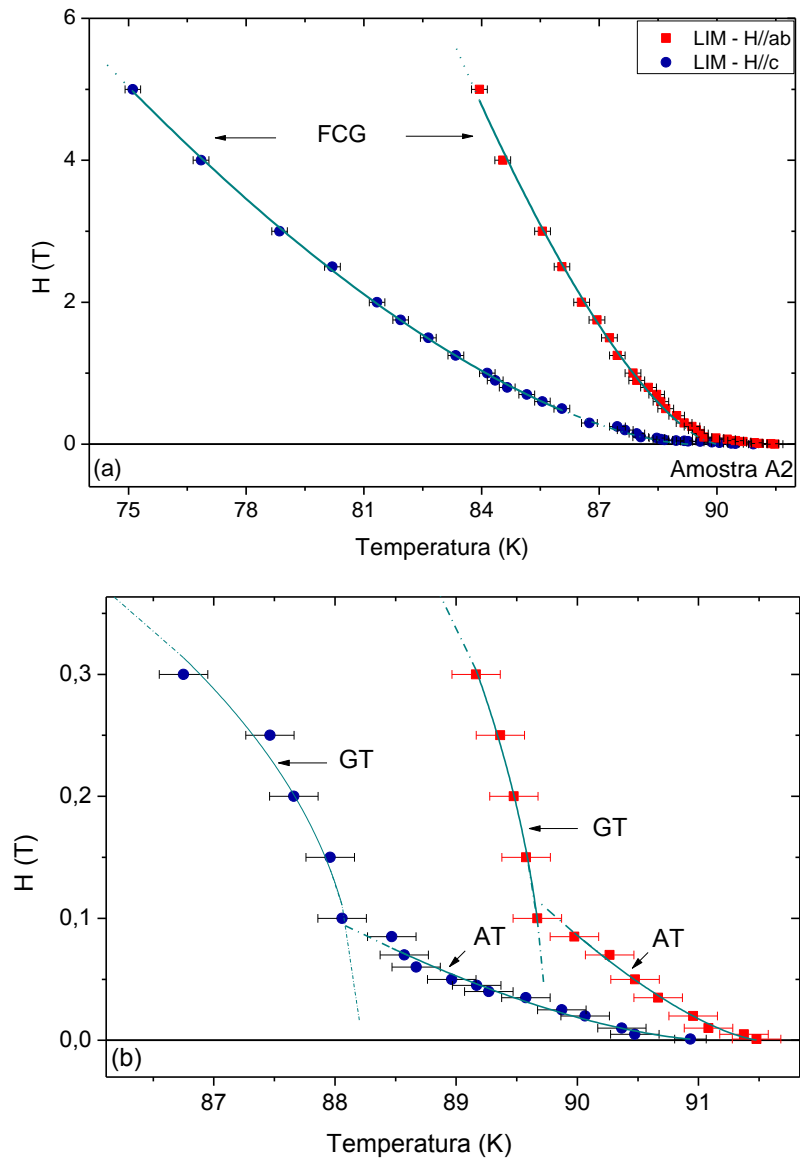 6
LIM - H//ab
LIM - H//c
FCG
4
H (T)
2
0
(a)
Amostra A2
75 78 81 84 87 90
Temperatura (K)
0,3
GT
0,2
GT
H (T)
0,1
AT
AT
0,0
(b)
87 88 89 90 91
Temperatura (K)